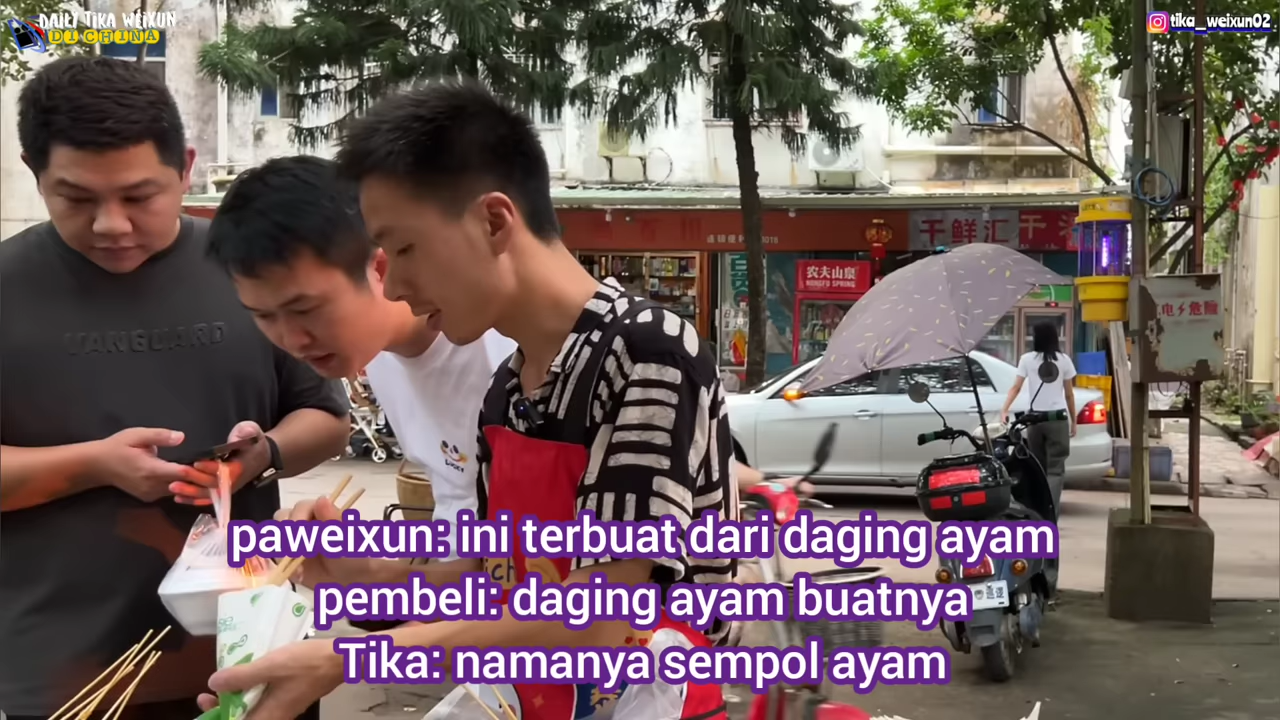 DAILY TIKA WEIXUN
DI CHINA
tika_weixun02
VANGUARD
干鲜汇
农夫山泉
NONGFU SPRING
电⚡危险
paweixun: ini terbuat dari daging ayam
pembeli: daging ayam buatnya
Tika: namanya sempol ayam